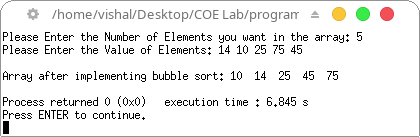 /home/vishal/Desktop/COE Lab/program
Please Enter the Number of Elements you want in the array: 5
Please Enter the Value of Elements: 14 10 25 75 45
Array after implementing bubble sort: 10  14  25  45  75
Process returned 0 (0x0)   execution time : 6.845 s
Press ENTER to continue.